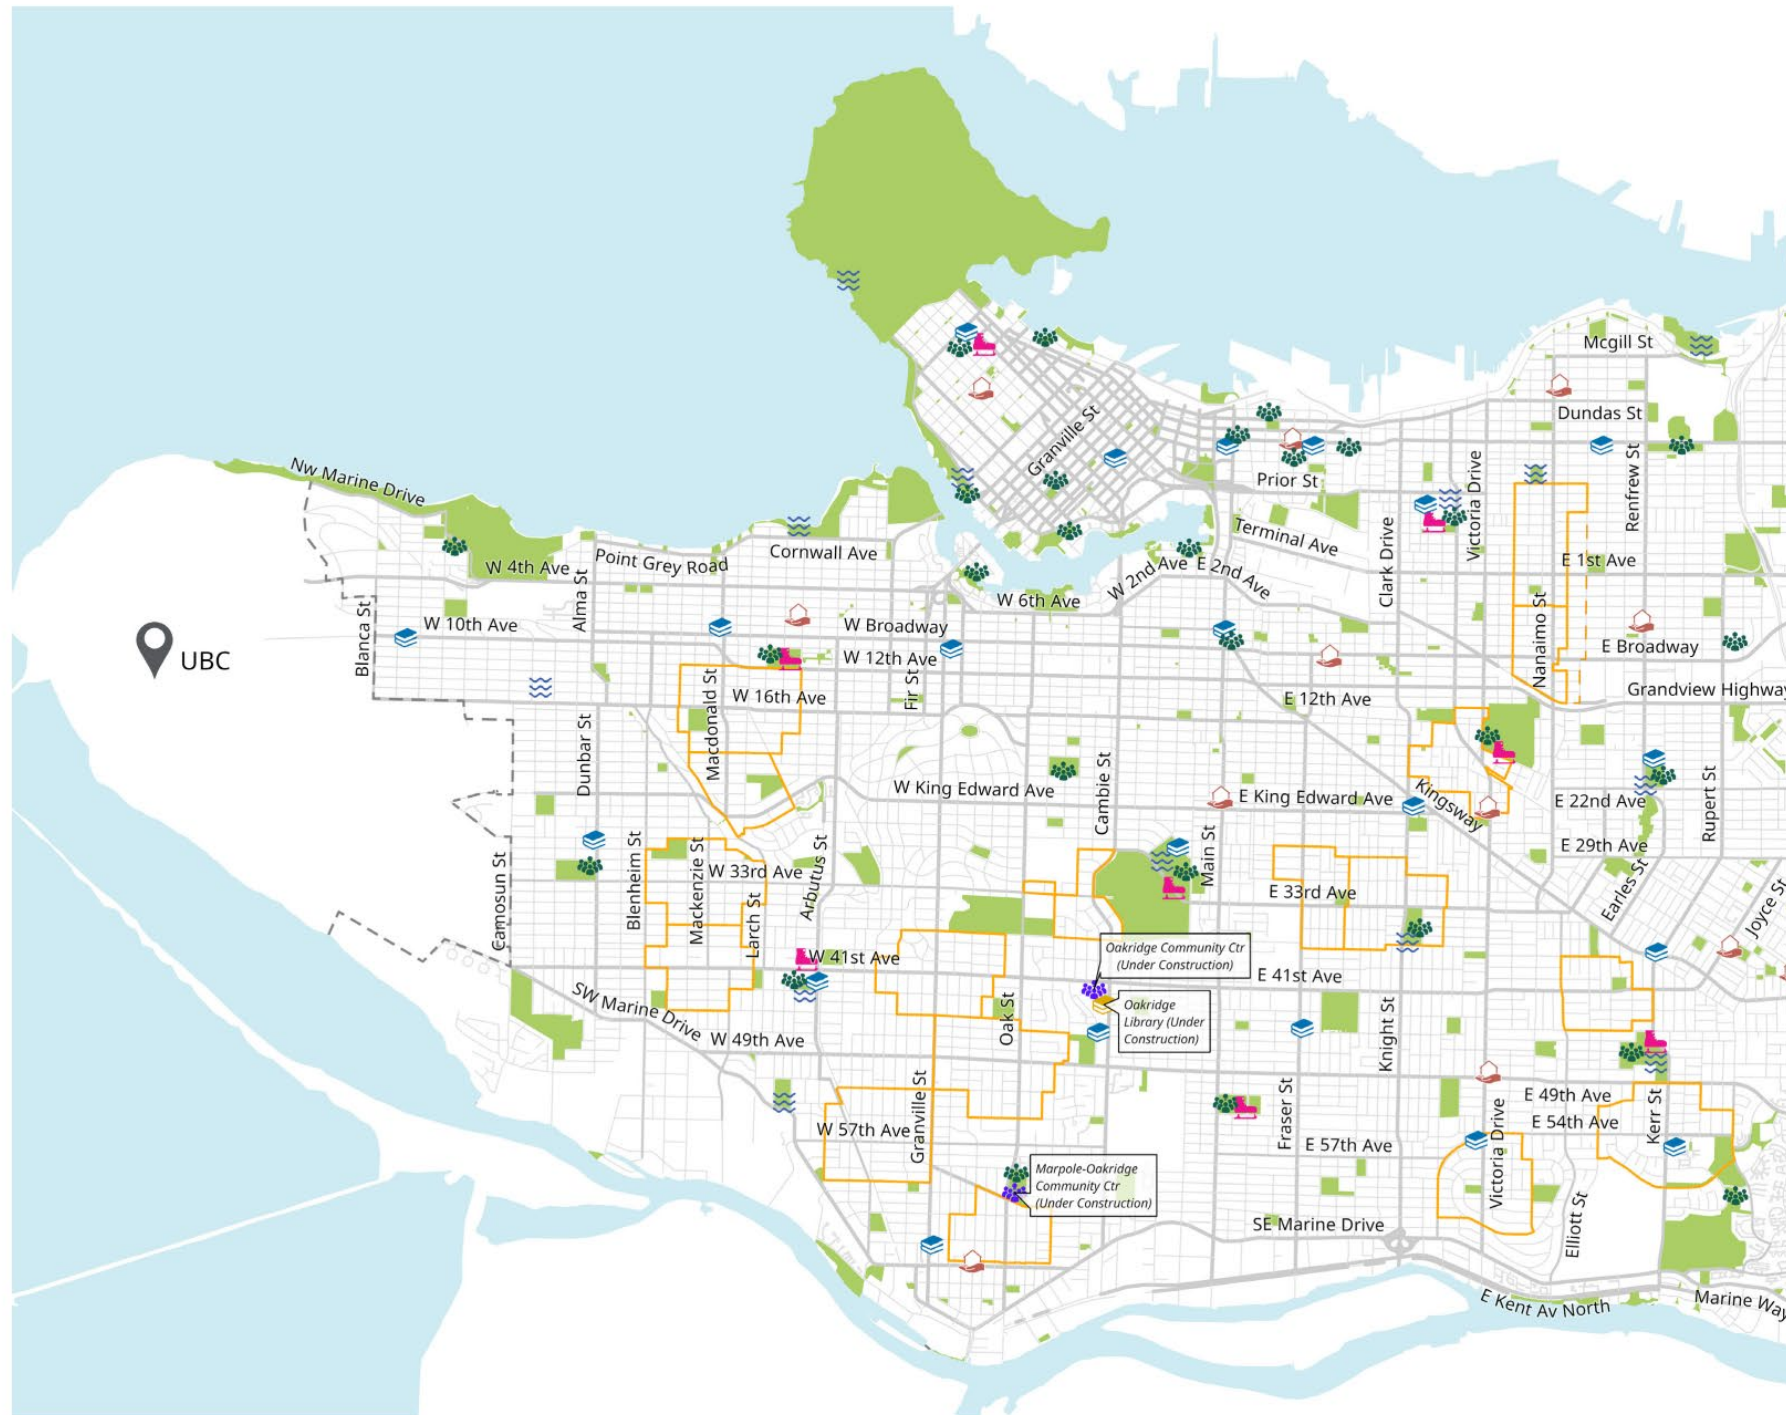 Mcgill St
Dundas St
Granville St
Renfrew St
Victoria Drive
Nw Marine Drive
Prior St
Terminal Ave
Clark Drive
Cornwall Ave
Point Grey Road
W 4th Ave
Alma St
E 1st Ave
W 2nd Ave
E 2nd Ave
W 6th Ave
Blanca St
W 10th Ave
W Broadway
Nanaimo St
E Broadway
UBC
W 12th Ave
Fir St
Macdonald St
W 16th Ave
E 12th Ave
Grandview Highway
Dunbar St
Cambie St
W King Edward Ave
E King Edward Ave
Kingsway
E 22nd Ave
Rupert St
E 29th Ave
Main St
Blenheim St
Mackenzie St
W 33rd Ave
Arbutus St
Camosun St
Larch St
E 33rd Ave
Earles St
Joyce St
W 41st Ave
Oakridge Community Ctr
(Under Construction)
E 41st Ave
SW Marine Drive
Oak St
Oakridge
Library (Under
Construction)
Knight St
W 49th Ave
Granville St
Fraser St
E 49th Ave
E 54th Ave
Kerr St
W 57th Ave
E 57th Ave
Victoria Drive
Marpole-Oakridge
Community Ctr
(Under Construction)
Elliott St
SE Marine Drive
E Kent Av North
Marine Way